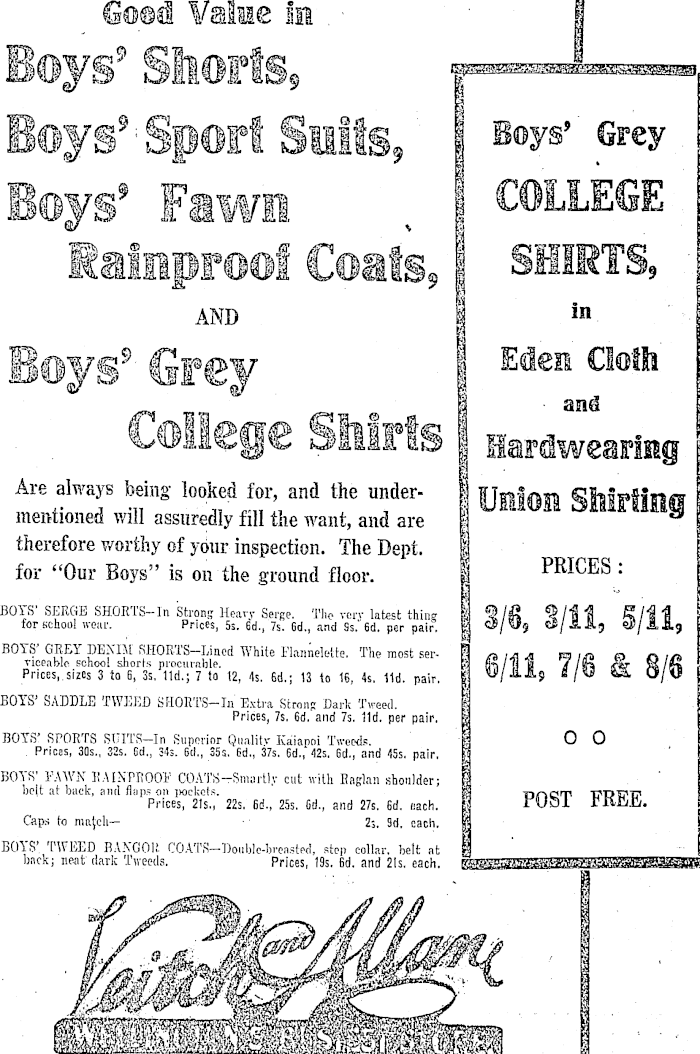 Good Value in
Boys' Shorts,
Boys' Sport Suits,
Boys' Fawn
Rainproof Coats,
AND
Boys' Grey
College Shirts
Are always being looked for, and the under-
mentioned will assuredly fill the want, and are
therefore worthy of your inspection. The Dept.
for "Our Boys" is on the ground floor.
BOYS' SERGE SHORTS—In Strong Heavy Serge. The very latest thing
for school wear. Prices, 5s. 6d., 7s. 6d., and 9s. 6d. per pair.
BOYS' GREY DENIM SHORTS—Lined White Flannelette. The most ser-
viceable school shorts procurable.
Prices, sizes 3 to 6, 3s. 11d.; 7 to 12, 4s. 6d.; 13 to 16, 4s. 11d. pair.
BOYS' SADDLE TWEED SHORTS—In Extra Strong Dark Tweed.
Prices, 7s. 6d. and 7s. 11d. per pair.
BOYS' SPORTS SUITS—In Superior Quality Kaiapoi Tweeds.
Prices, 30s., 32s. 6d., 34s. 6d., 35s. 6d., 37s. 6d., 42s. 6d., and 45s. pair.
BOYS' FAWN RAINPROOF COATS—Smartly cut with Raglan shoulder;
belt at back, and flaps on pockets.
Prices, 21s., 22s. 6d., 25s. 6d., and 27s. 6d. each.
Caps to match— 2s. 9d. each.
BOYS' TWEED BANGOR COATS—Double-breasted, step collar, belt at
back; neat dark Tweeds. Prices, 19s. 6d. and 21s. each.
Boys' Grey
COLLEGE
SHIRTS,
in
Eden Cloth
and
Hardwearing
Union Shirting
PRICES:
3/6, 3/11, 5/11,
6/11, 7/6 & 8/6
POST FREE.
Veitch and Allan